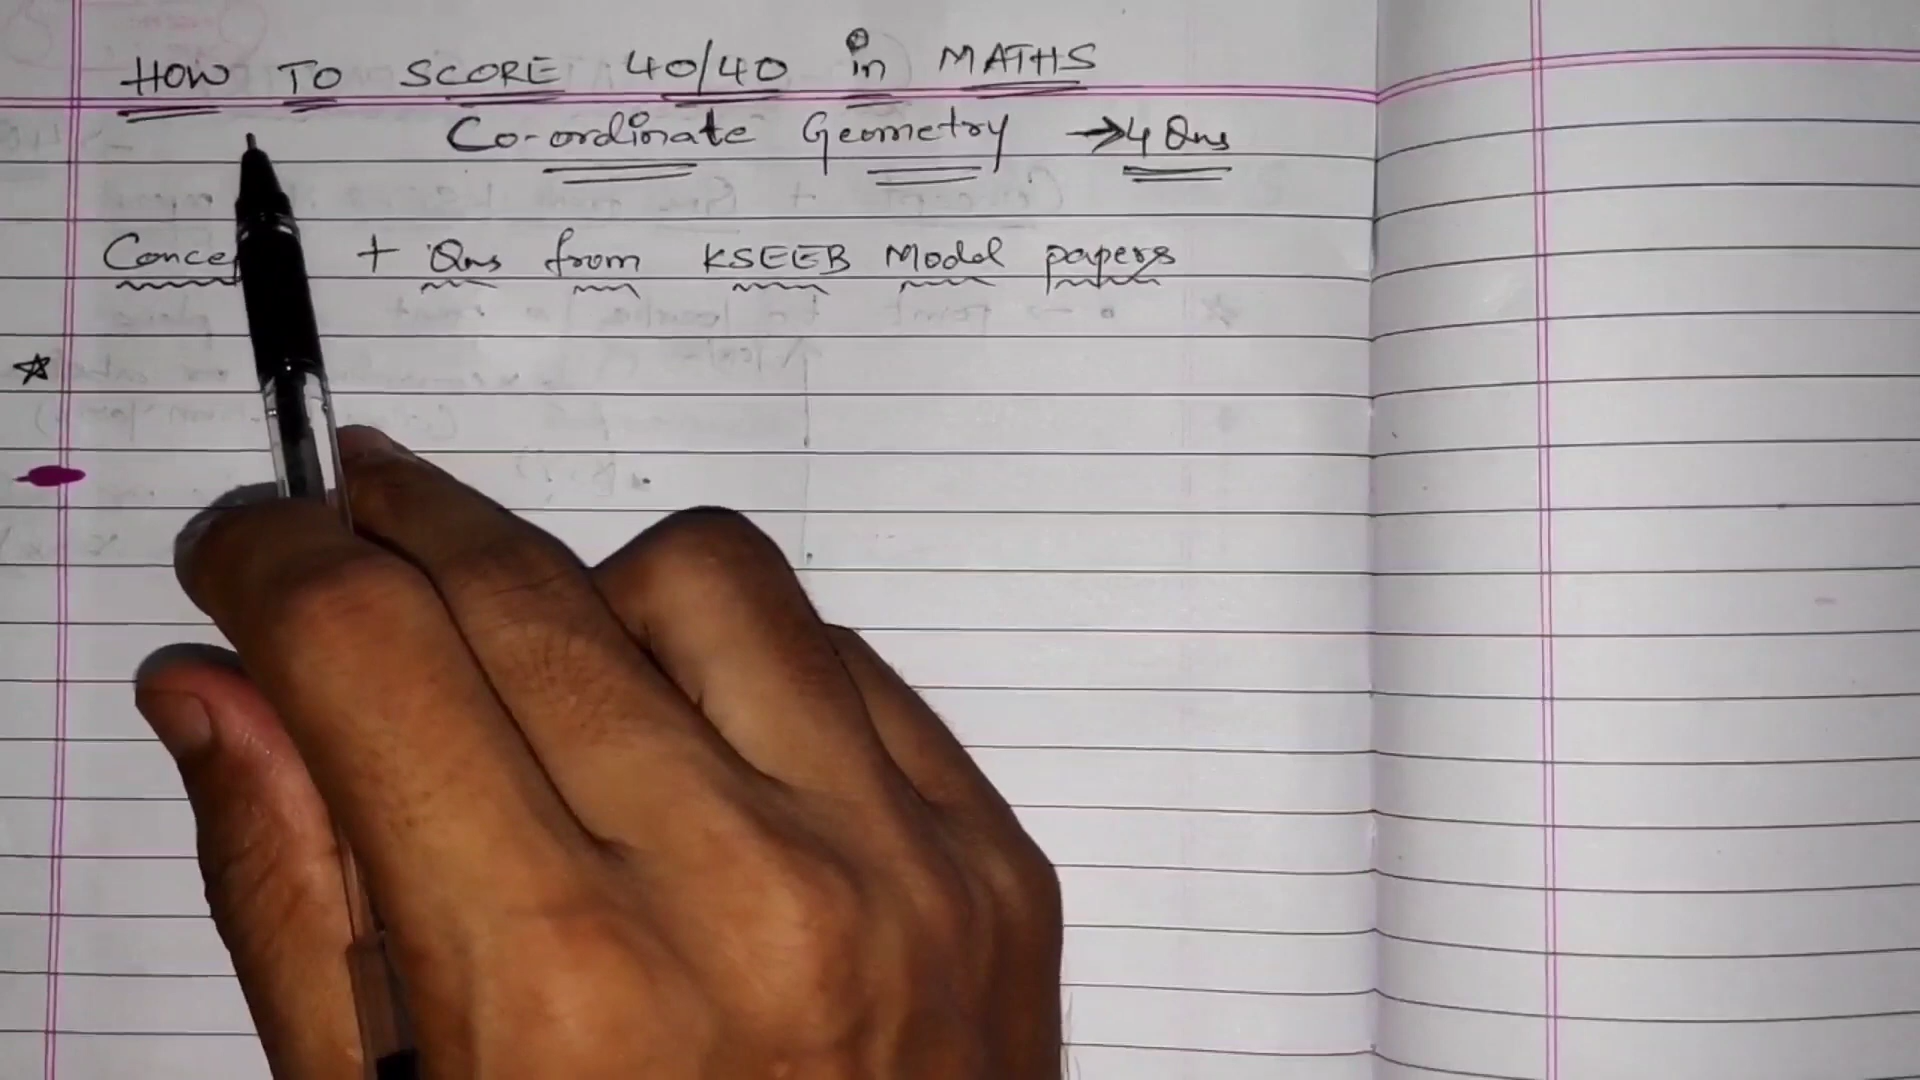 HOW TO SCORE 40/40 in MATHS
Co-ordinate Geometry → 4 Qns
+ Qns from KSEEB Model papers